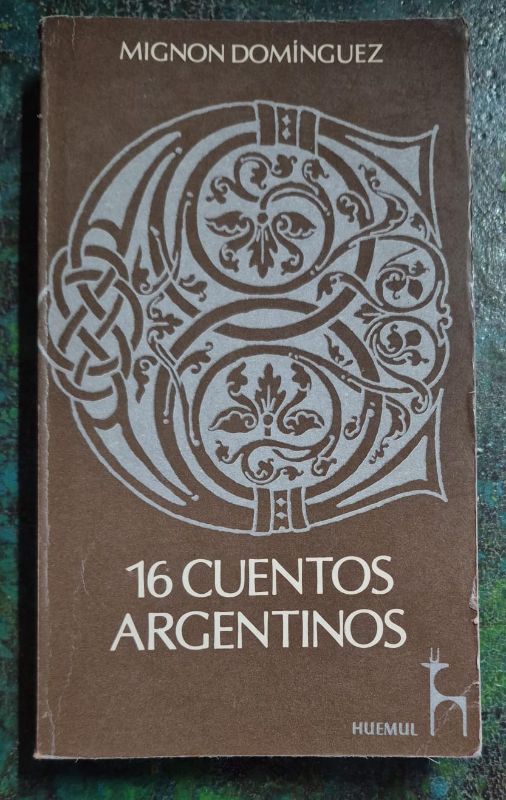 MIGNON DOMÍNGUEZ
16 CUENTOS
ARGENTINOS
HUEMUL